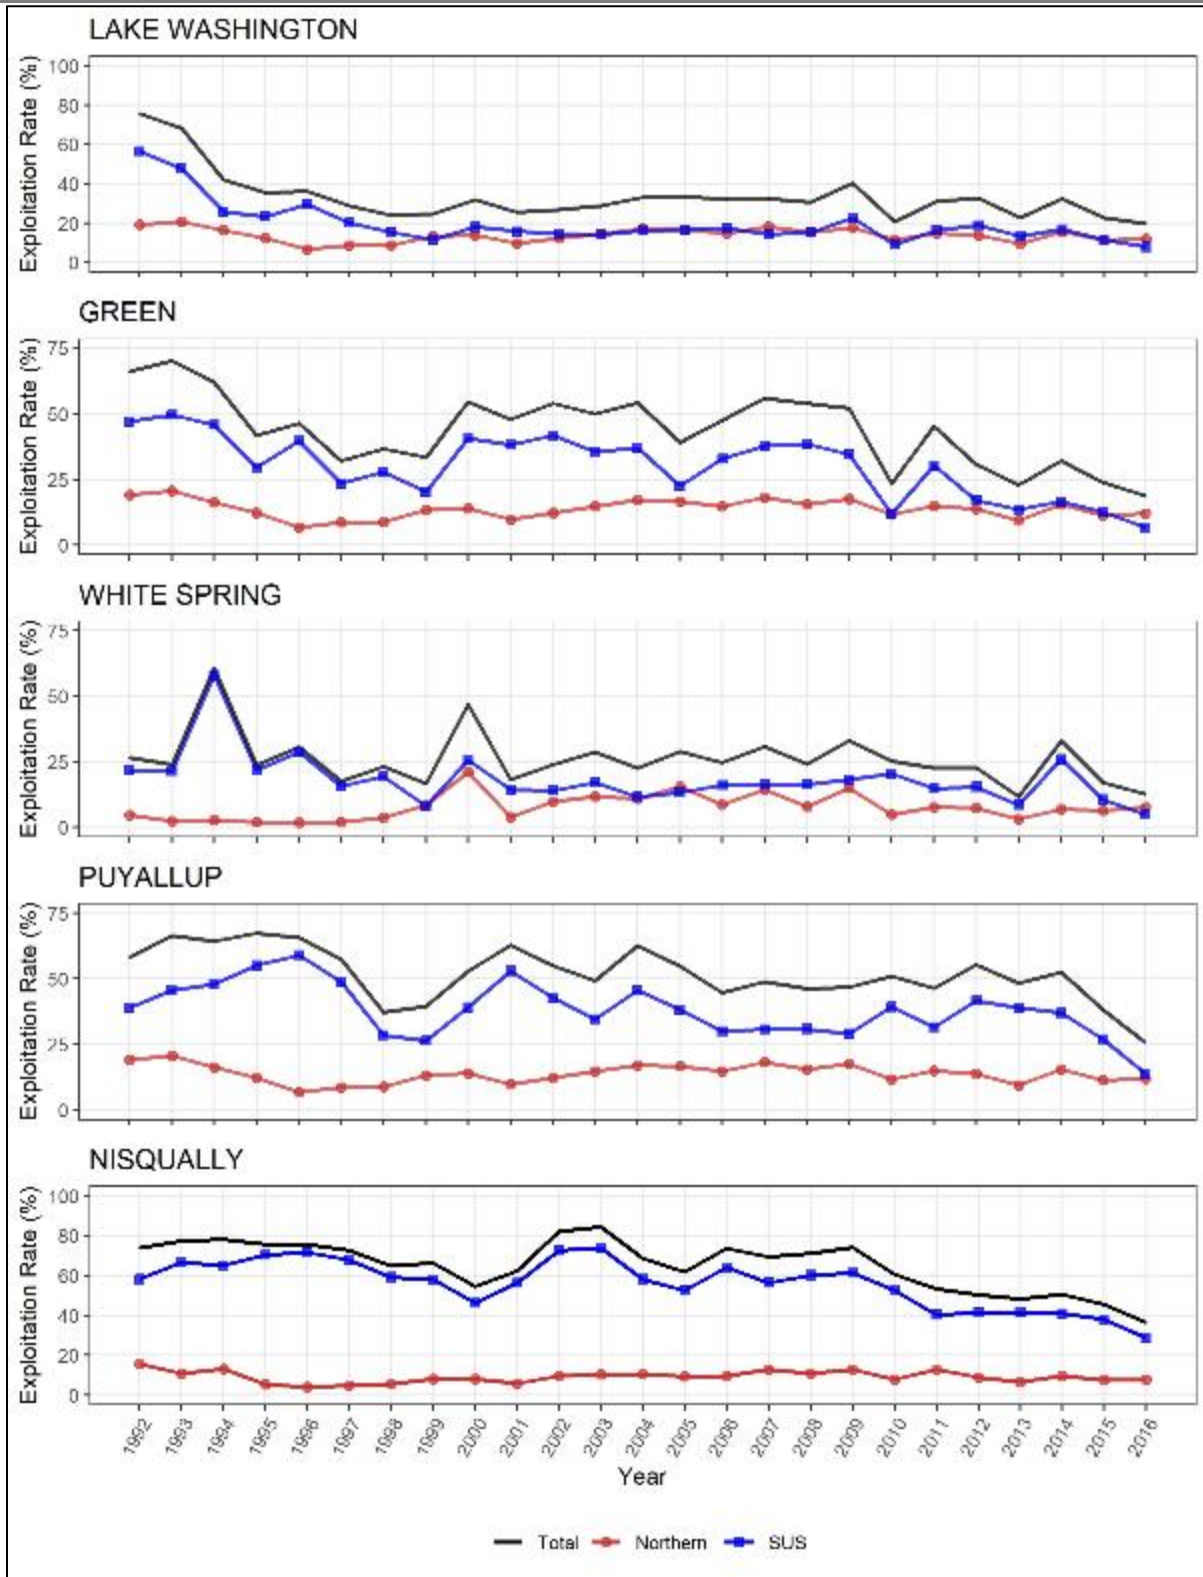 LAKE WASHINGTON
Exploitation Rate (%)
100
80
60
40
20
0
GREEN
Exploitation Rate (%)
75
50
25
0
WHITE SPRING
Exploitation Rate (%)
75
50
25
0
PUYALLUP
Exploitation Rate (%)
75
50
25
0
NISQUALLY
Exploitation Rate (%)
100
80
60
40
20
0
1992 1993 1994 1995 1996 1997 1998 1999 2000 2001 2002 2003 2004 2005 2006 2007 2008 2009 2010 2011 2012 2013 2014 2015 2016
Year
Total Northern SUS